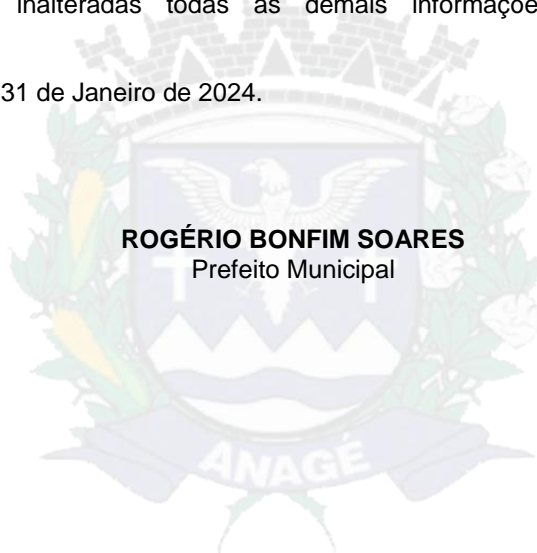 inalteradas todas as demais informaçõe
31 de Janeiro de 2024.
ROGÉRIO BONFIM SOARES
Prefeito Municipal
ANAGÉ